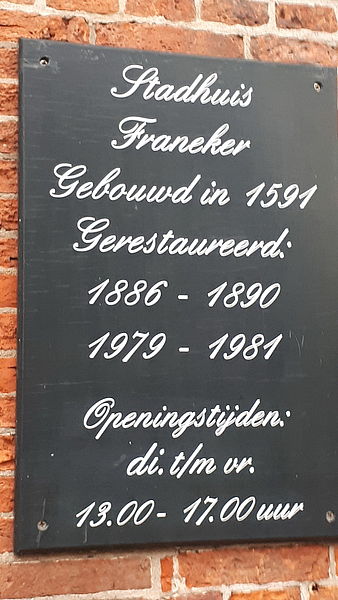 Stadhuis
Franeker
Gebouwd in 1591
Gerestaureerd:
1886 - 1890
1979 - 1981
Openingstijden:
di. t/m vr.
13.00 - 17.00 uur